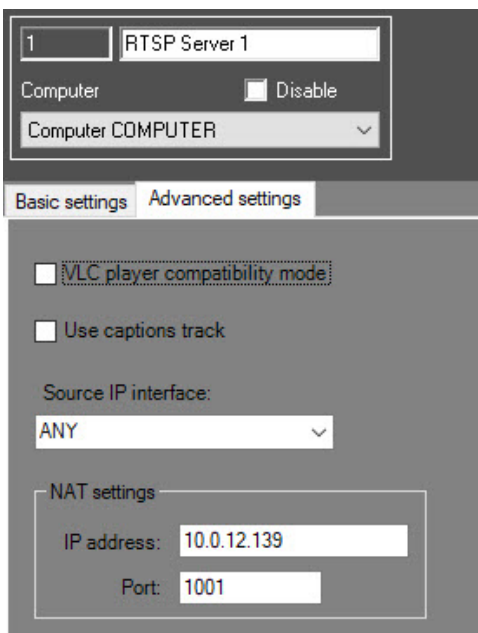 1 RTSP Server 1
Computer Disable
Computer COMPUTER
Basic settings Advanced settings
VLC player compatibility mode
Use captions track
Source IP interface:
ANY
NAT settings
IP address: 10.0.12.139
Port: 1001